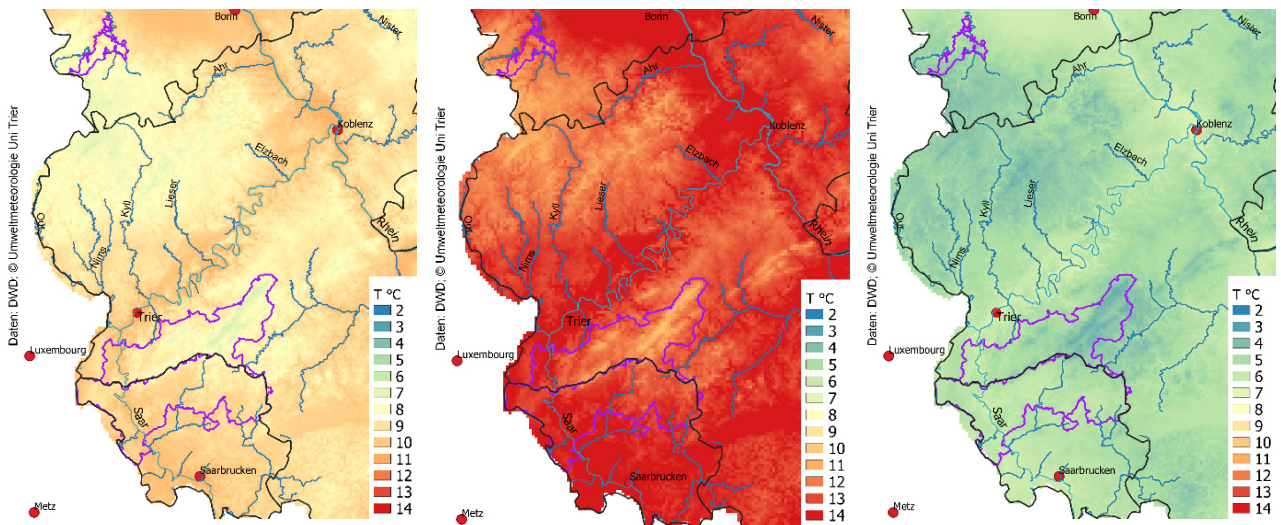 Bonn
Nister
Ahr
Koblenz
Elzbach
Rhein
Lieser
Kyll
Our
Nims
Trier
Luxembourg
Saar
Saarbrucken
Metz
Daten: DWD; © Umweltmeteorologie Uni Trier
T °C
2
3
4
5
6
7
8
9
10
11
12
13
14
Bonn
Nister
Ahr
Koblenz
Elzbach
Rhein
Lieser
Kyll
Our
Nims
Trier
Luxembourg
Saar
Saarbrucken
Metz
Daten: DWD; © Umweltmeteorologie Uni Trier
T °C
2
3
4
5
6
7
8
9
10
11
12
13
14
Bonn
Nister
Ahr
Koblenz
Elzbach
Rhein
Lieser
Kyll
Our
Nims
Trier
Luxembourg
Saar
Saarbrucken
Metz
Daten: DWD; © Umweltmeteorologie Uni Trier
T °C
2
3
4
5
6
7
8
9
10
11
12
13
14